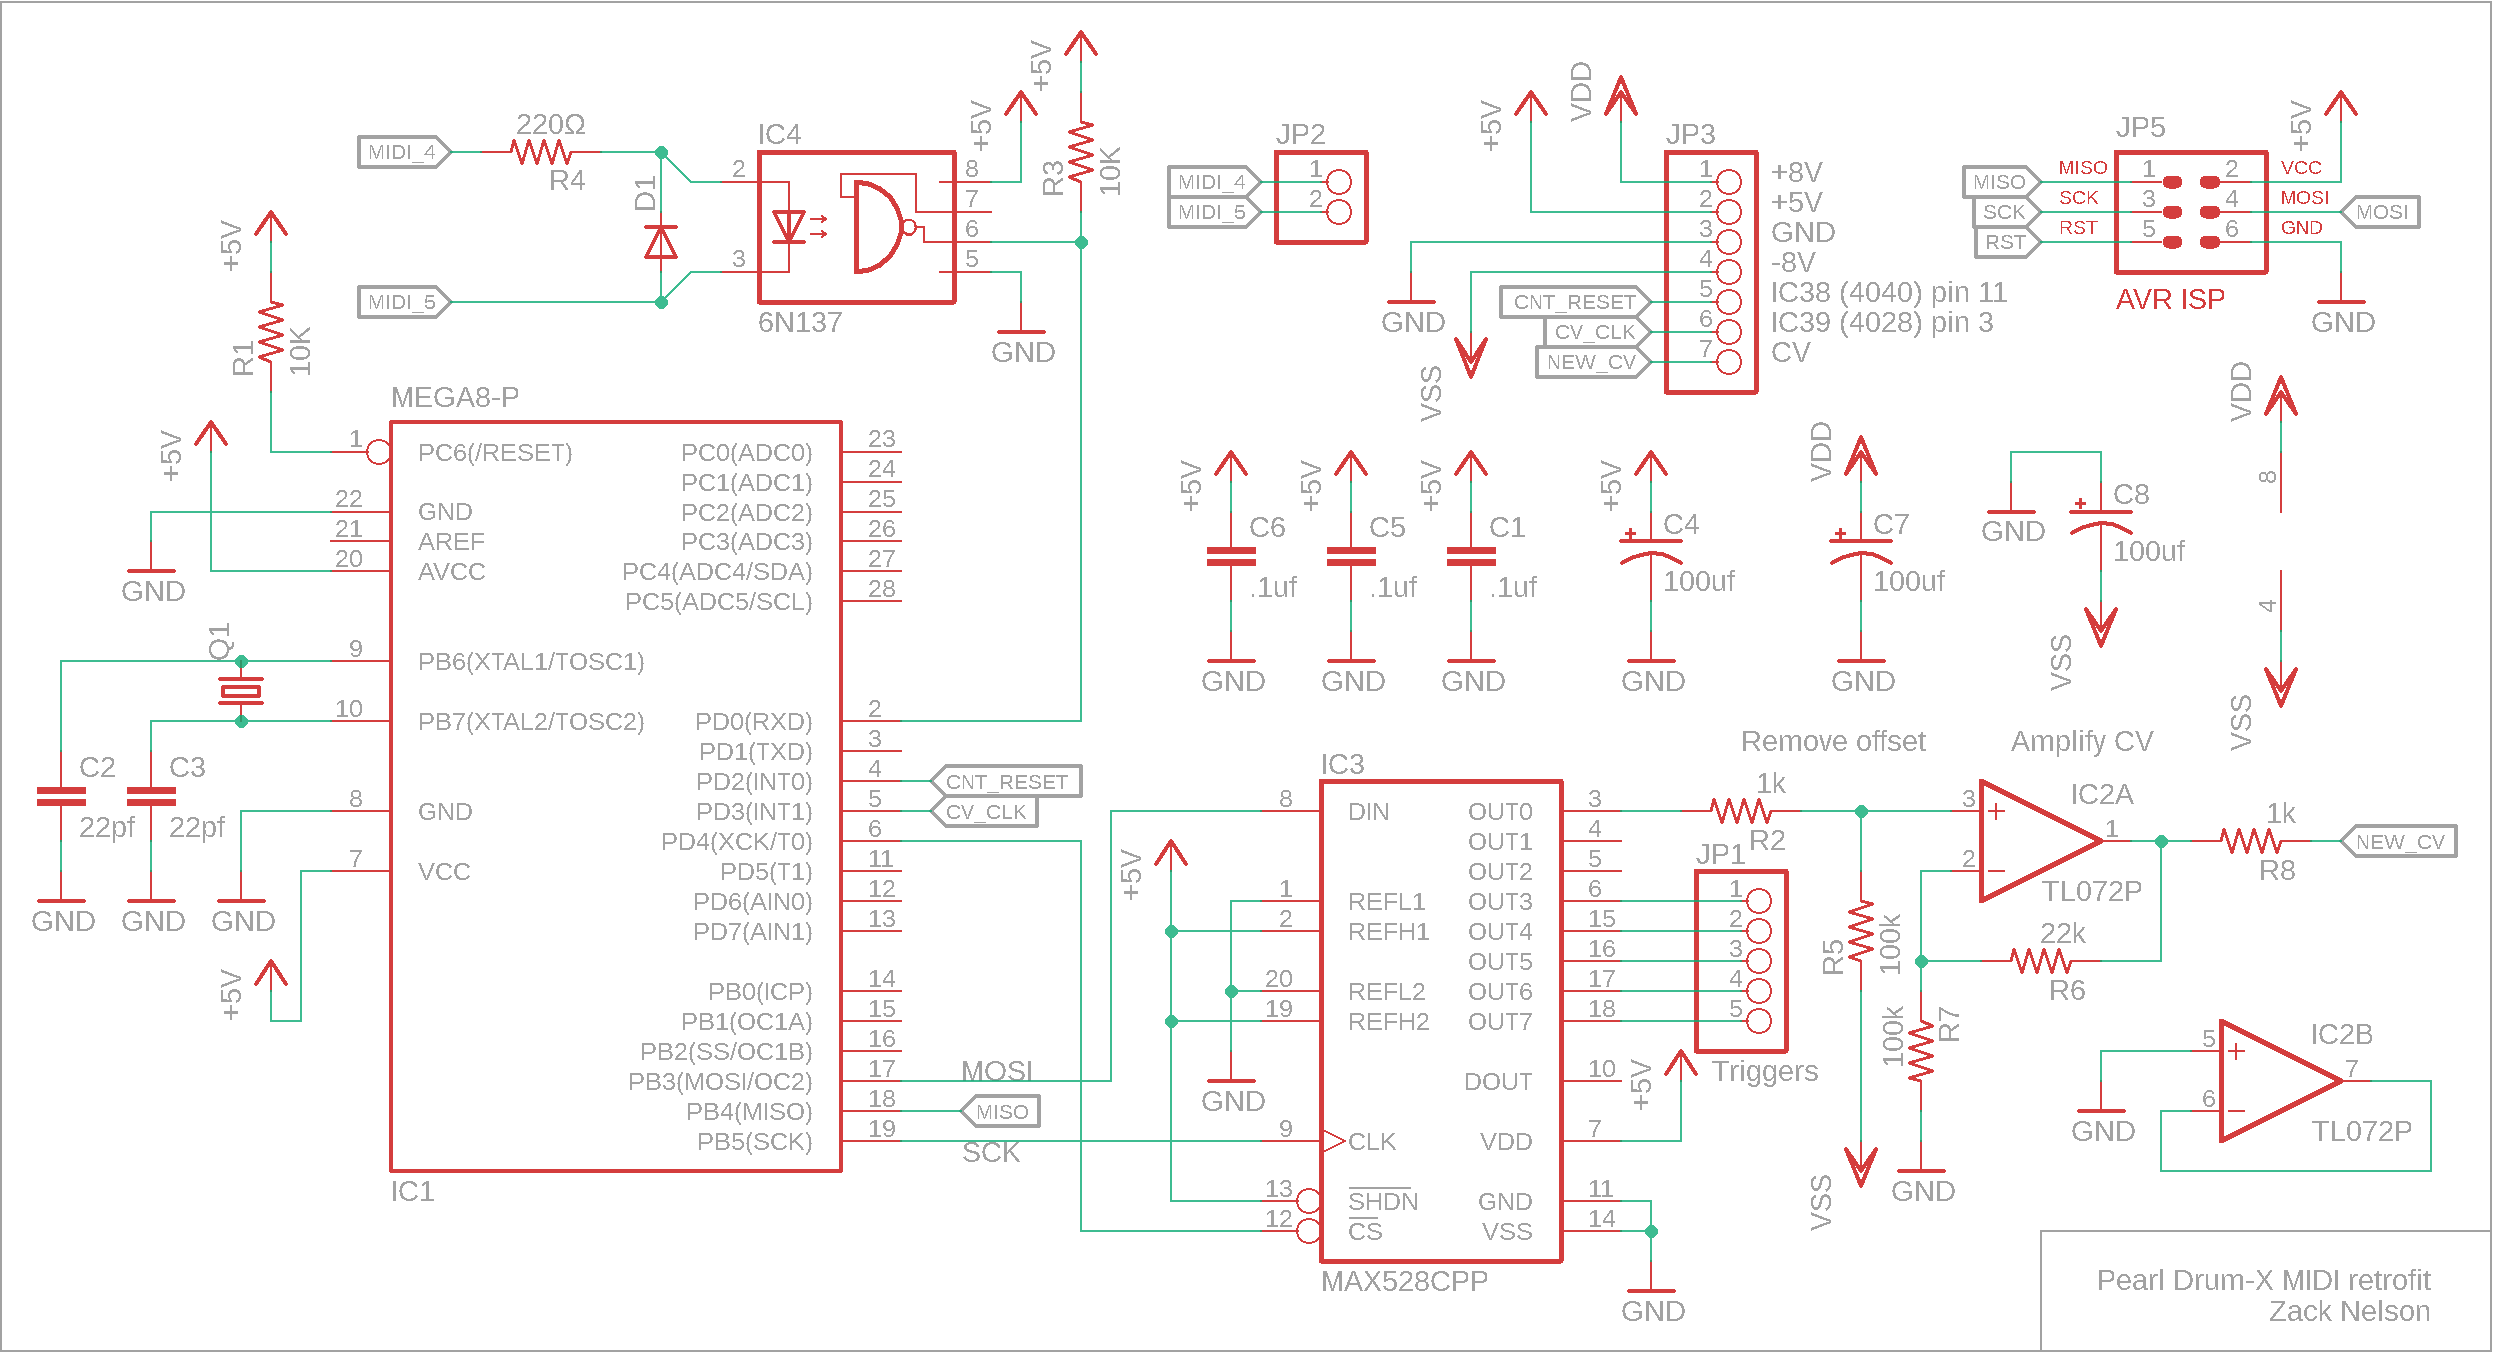 220Ω
MIDI_4
R4
D1
MIDI_5
+5V
R1
10K
IC4
2
3
8
7
6
5
6N137
+5V
+5V
R3
10K
GND
JP2
MIDI_4
1
MIDI_5
2
+5V
VDD
JP3
1
+8V
2
+5V
3
GND
4
-8V
CNT_RESET
5
IC38 (4040) pin 11
CV_CLK
6
IC39 (4028) pin 3
NEW_CV
7
CV
GND
VSS
JP5
+5V
MISO
MISO
1
2
VCC
SCK
SCK
3
4
MOSI
MOSI
RST
RST
5
6
GND
AVR ISP
GND
MEGA8-P
+5V
1
PC6(/RESET)
PC0(ADC0)
23
PC1(ADC1)
24
22
GND
PC2(ADC2)
25
21
AREF
PC3(ADC3)
26
20
AVCC
PC4(ADC4/SDA)
27
PC5(ADC5/SCL)
28
GND
Q1
9
PB6(XTAL1/TOSC1)
10
PB7(XTAL2/TOSC2)
PD0(RXD)
2
PD1(TXD)
3
PD2(INT0)
4
CNT_RESET
8
GND
PD3(INT1)
5
CV_CLK
PD4(XCK/T0)
6
7
VCC
PD5(T1)
11
PD6(AIN0)
12
PD7(AIN1)
13
PB0(ICP)
14
PB1(OC1A)
15
PB2(SS/OC1B)
16
PB3(MOSI/OC2)
17
MOSI
PB4(MISO)
18
MISO
PB5(SCK)
19
SCK
IC1
C2
22pf
C3
22pf
GND
GND
GND
+5V
+5V
C6
.1uf
GND
+5V
C5
.1uf
GND
+5V
C1
.1uf
GND
+5V
C4
100uf
GND
VDD
C7
100uf
GND
GND
C8
100uf
VSS
VDD
8
4
VSS
IC3
8
DIN
OUT0
3
OUT1
4
OUT2
5
1
REFL1
OUT3
6
2
REFH1
OUT4
15
OUT5
16
20
REFL2
OUT6
17
19
REFH2
OUT7
18
DOUT
10
9
CLK
VDD
7
13
SHDN
GND
11
12
CS
VSS
14
MAX528CPP
+5V
GND
+5V
GND
JP1
1
2
3
4
5
Triggers
Remove offset
Amplify CV
1k
R2
R5
100k
VSS
3
2
1
IC2A
TL072P
22k
R6
100k
R7
GND
1k
R8
NEW_CV
IC2B
5
6
7
TL072P
GND
Pearl Drum-X MIDI retrofit
Zack Nelson